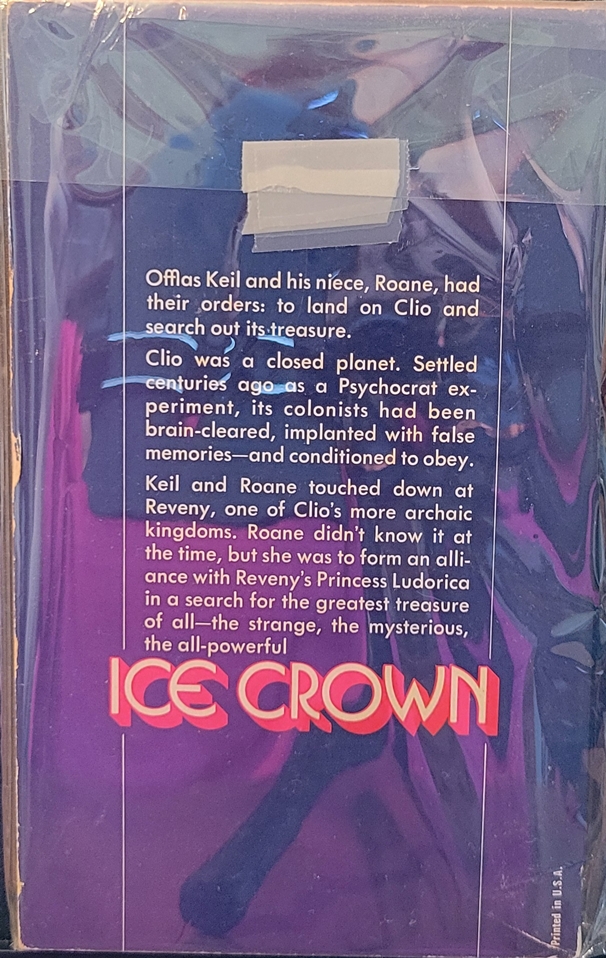 Offlas Keil and his niece, Roane, had
their orders: to land on Clio and
search out its treasure.
Clio was a closed planet. Settled
centuries ago as a Psychocrat ex-
periment, its colonists had been
brain-cleared, implanted with false
memories—and conditioned to obey.
Keil and Roane touched down at
Reveny, one of Clio's more archaic
kingdoms. Roane didn't know it at
the time, but she was to form an alli-
ance with Reveny's Princess Ludorica
in a search for the greatest treasure
of all—the strange, the mysterious,
the all-powerful
ICE CROWN
Printed in U.S.A.